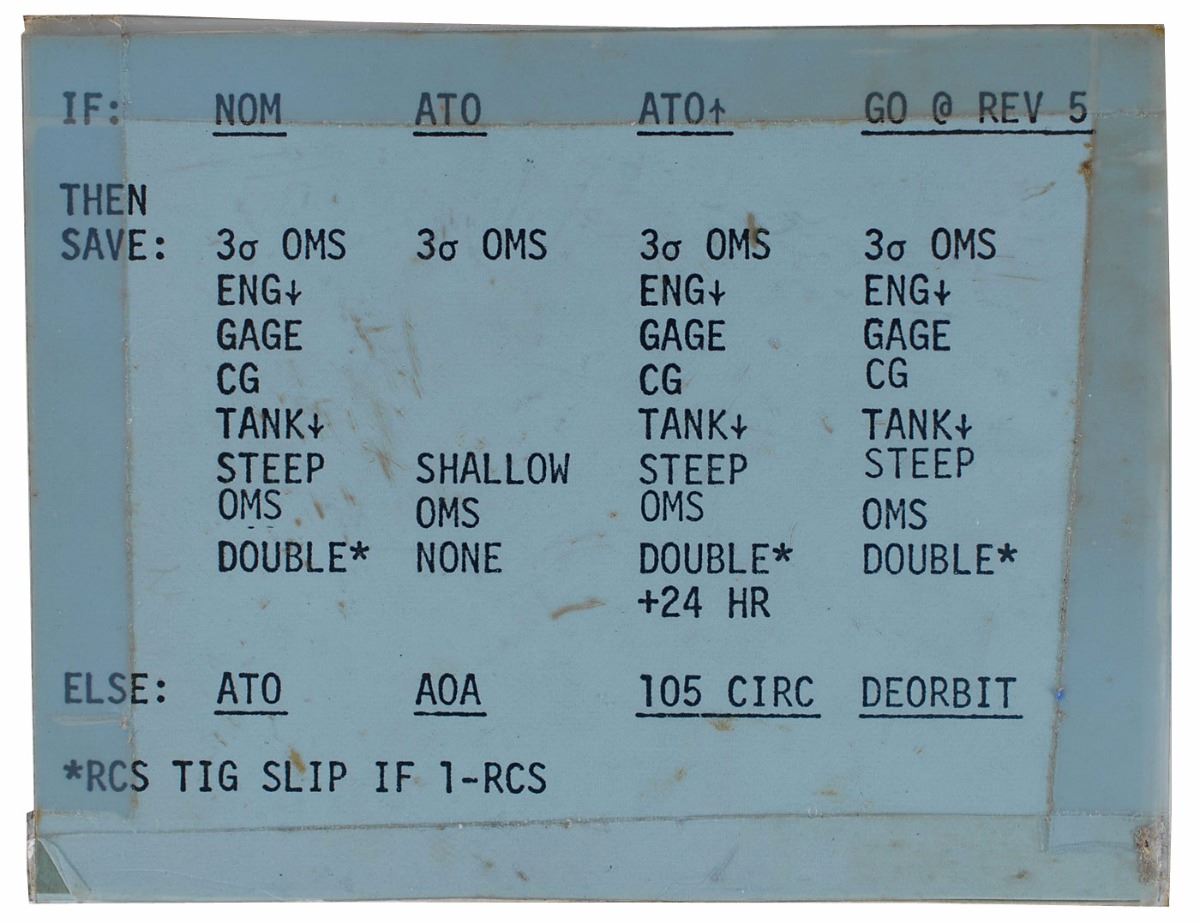 IF: NOM ATO ATO↑ GO @ REV 5
THEN
SAVE: 3σ OMS 3σ OMS 3σ OMS 3σ OMS
ENG↓ ENG↓ ENG↓
GAGE GAGE GAGE
CG CG CG
TANK↓ TANK↓ TANK↓
STEEP SHALLOW STEEP STEEP
OMS OMS OMS OMS
DOUBLE* NONE DOUBLE* DOUBLE*
+24 HR
ELSE: ATO AOA 105 CIRC DEORBIT
*RCS TIG SLIP IF 1-RCS